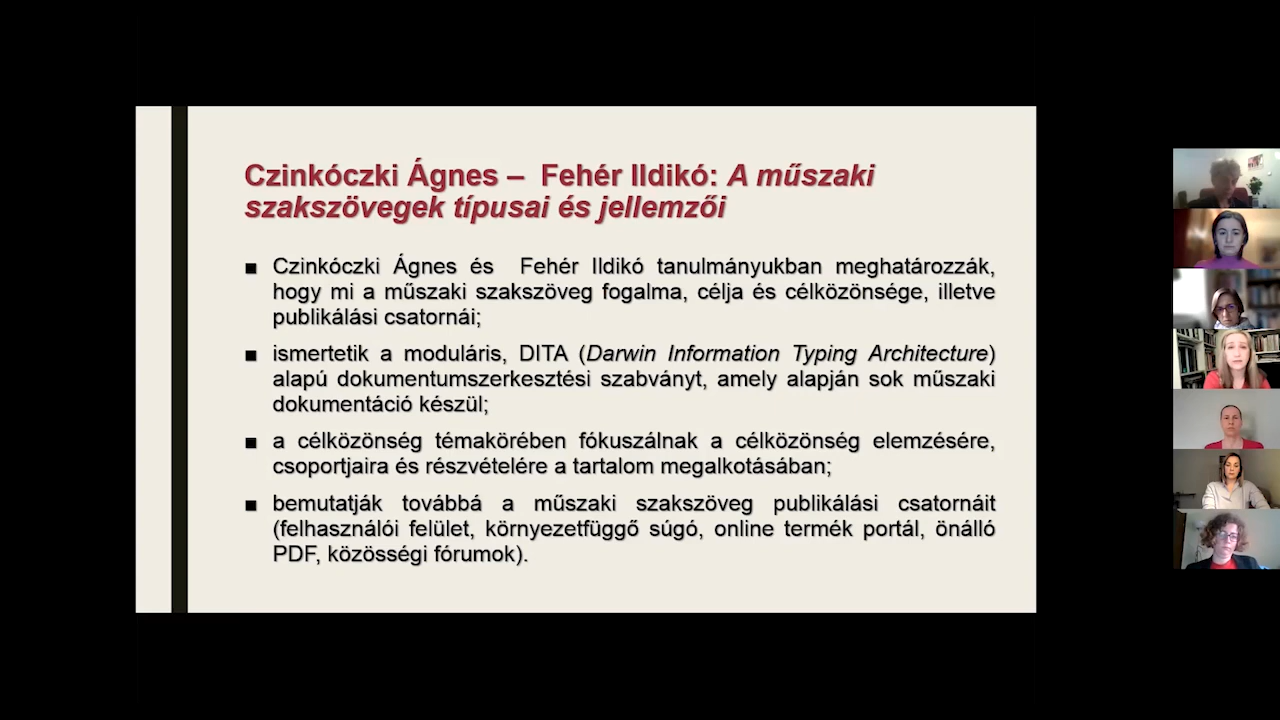 Czinkóczki Ágnes – Fehér Ildikó: A műszaki
szakszövegek típusai és jellemzői
■ Czinkóczki Ágnes és Fehér Ildikó tanulmányukban meghatározzák,
hogy mi a műszaki szakszöveg fogalma, célja és célközönsége, illetve
publikálási csatornái;
■ ismertetik a moduláris, DITA (Darwin Information Typing Architecture)
alapú dokumentumszerkesztési szabványt, amely alapján sok műszaki
dokumentáció készül;
■ a célközönség témakörében fókuszálnak a célközönség elemzésére,
csoportjaira és részvételére a tartalom megalkotásában;
■ bemutatják továbbá a műszaki szakszöveg publikálási csatornáit
(felhasználói felület, környezetfüggő súgó, online termék portál, önálló
PDF, közösségi fórumok).